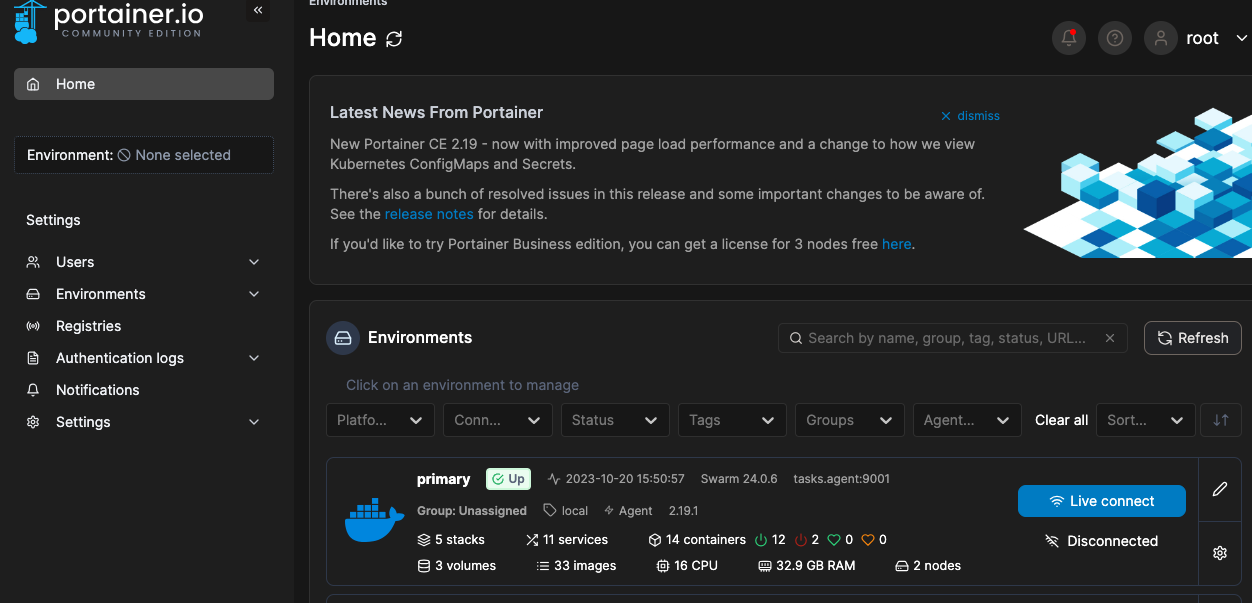 portainer.io
COMMUNITY EDITION
Home
Environment: None selected
Settings
Users
Environments
Registries
Authentication logs
Notifications
Settings
Environments
Home
root
Latest News From Portainer
dismiss
New Portainer CE 2.19 - now with improved page load performance and a change to how we view
Kubernetes ConfigMaps and Secrets.
There's also a bunch of resolved issues in this release and some important changes to be aware of.
See the release notes for details.
If you'd like to try Portainer Business edition, you can get a license for 3 nodes free here.
Environments
Search by name, group, tag, status, URL...
Refresh
Click on an environment to manage
Platfo... Conn... Status Tags Groups Agent... Clear all Sort...
primary Up 2023-10-20 15:50:57 Swarm 24.0.6 tasks.agent:9001
Group: Unassigned local Agent 2.19.1
5 stacks 11 services 14 containers 12 2 0 0
3 volumes 33 images 16 CPU 32.9 GB RAM 2 nodes
Live connect
Disconnected